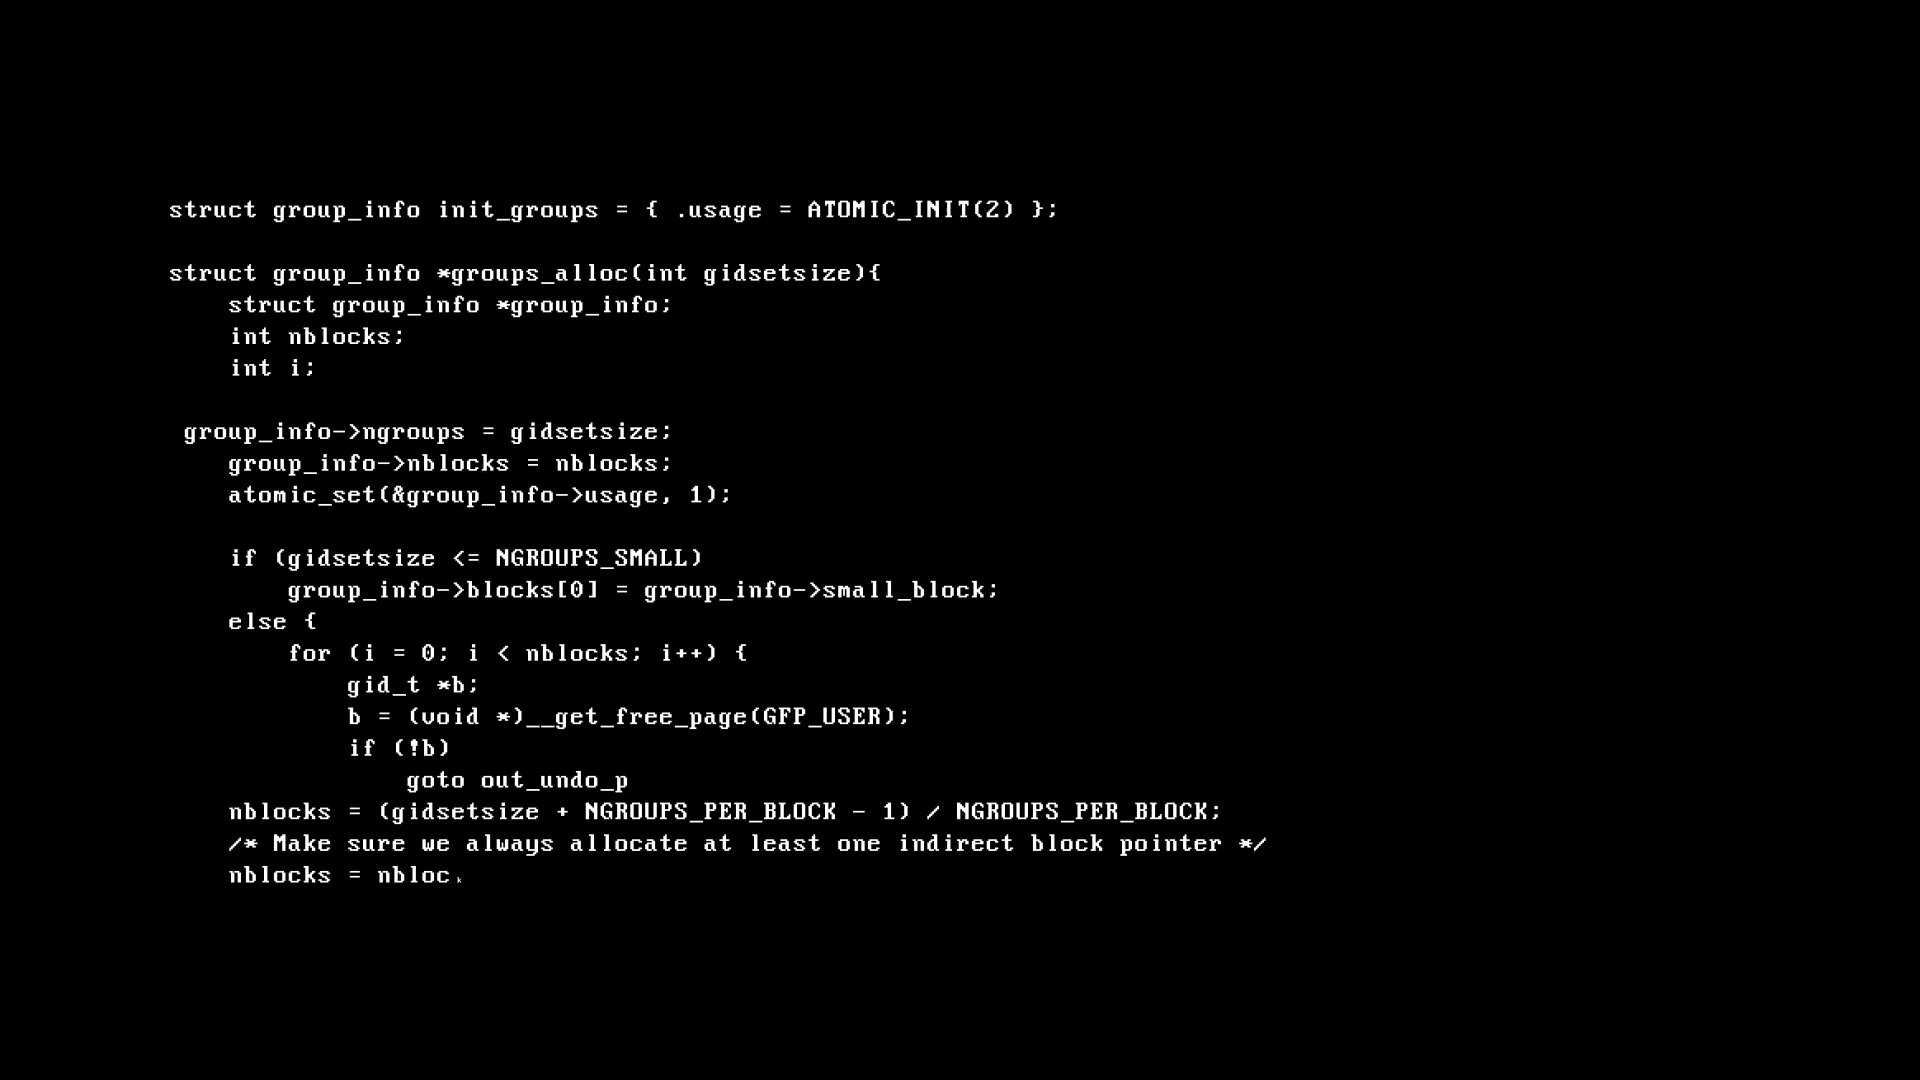 struct group_info init_groups = { .usage = ATOMIC_INIT(2) };
struct group_info *groups_alloc(int gidsetsize){
struct group_info *group_info;
int nblocks;
int i;
group_info->ngroups = gidsetsize;
group_info->nblocks = nblocks;
atomic_set(&group_info->usage, 1);
if (gidsetsize <= NGROUPS_SMALL)
group_info->blocks[0] = group_info->small_block;
else {
for (i = 0; i < nblocks; i++) {
gid_t *b;
b = (void *)__get_free_page(GFP_USER);
if (!b)
goto out_undo_p
nblocks = (gidsetsize + NGROUPS_PER_BLOCK - 1) / NGROUPS_PER_BLOCK;
/* Make sure we always allocate at least one indirect block pointer */
nblocks = nblock